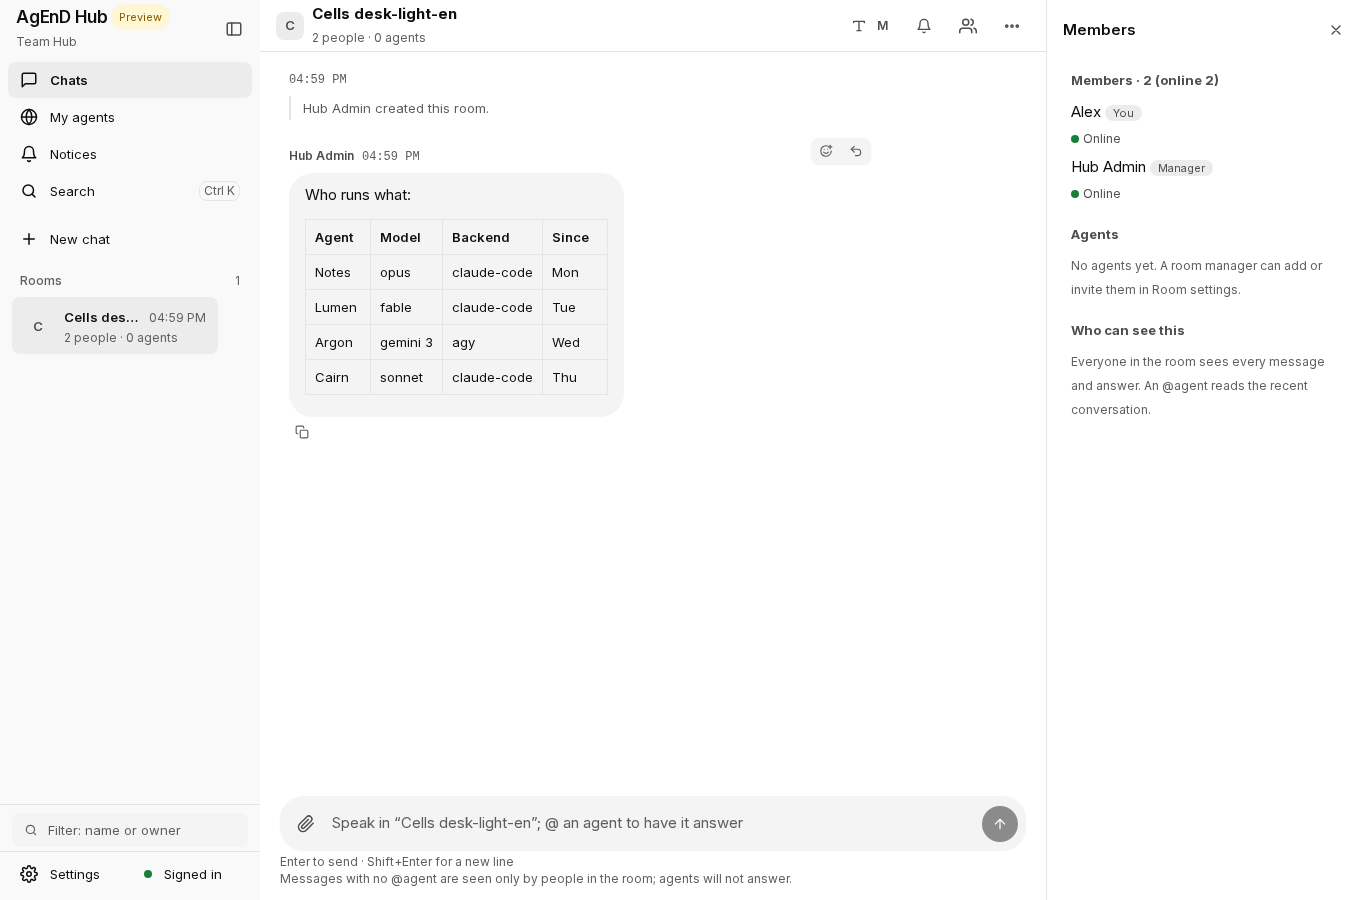 AgEnD Hub Preview
Team Hub
Chats
My agents
Notices
Search Ctrl K
New chat
Rooms 1
C Cells des… 04:59 PM
2 people · 0 agents
Filter: name or owner
Settings Signed in
C Cells desk-light-en
2 people · 0 agents
T M
04:59 PM
Hub Admin created this room.
Hub Admin 04:59 PM
Who runs what:
Agent Model Backend Since
Notes opus claude-code Mon
Lumen fable claude-code Tue
Argon gemini 3 agy Wed
Cairn sonnet claude-code Thu
Speak in “Cells desk-light-en”; @ an agent to have it answer
Enter to send · Shift+Enter for a new line
Messages with no @agent are seen only by people in the room; agents will not answer.
Members
Members · 2 (online 2)
Alex You
Online
Hub Admin Manager
Online
Agents
No agents yet. A room manager can add or
invite them in Room settings.
Who can see this
Everyone in the room sees every message
and answer. An @agent reads the recent
conversation.